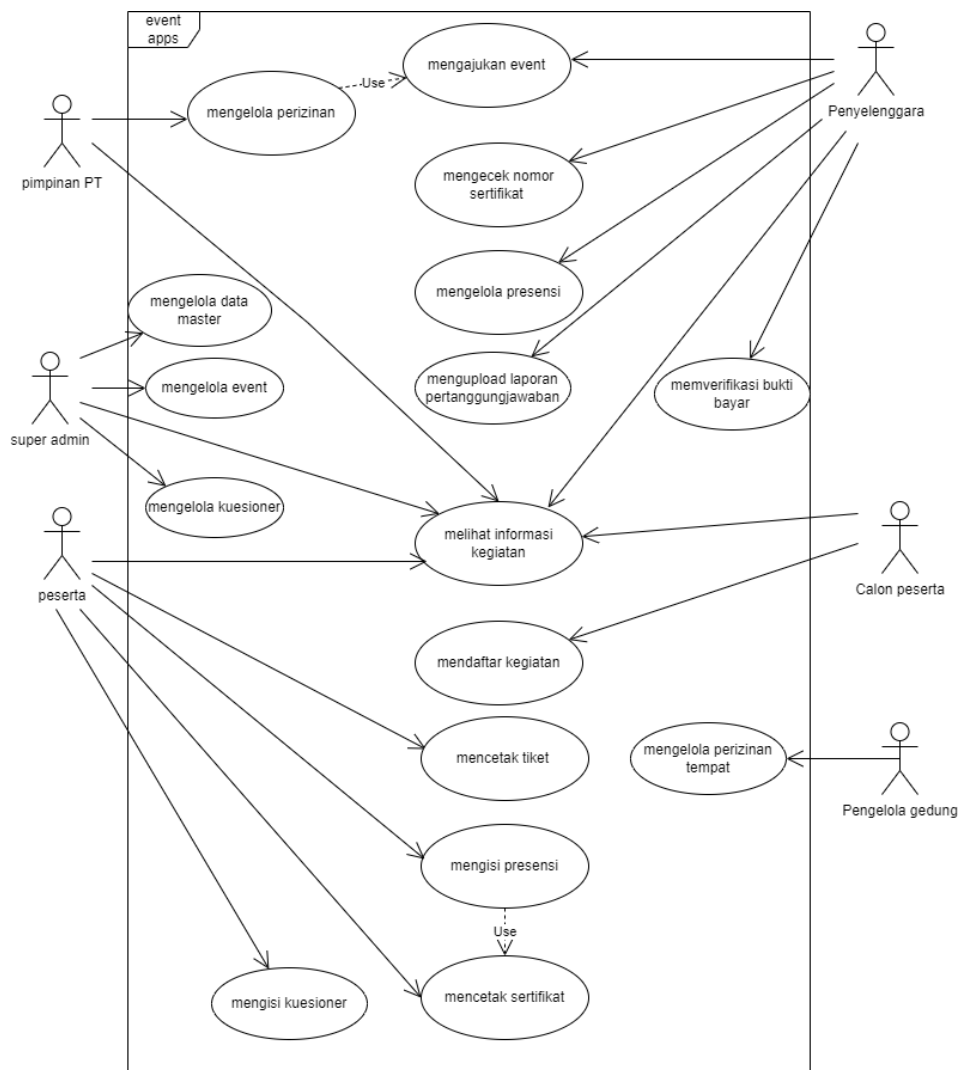 event
apps
mengajukan event
Use
mengelola perizinan
Penyelenggara
pimpinan PT
mengecek nomor
sertifikat
mengelola presensi
mengelola data
master
mengupload laporan
pertanggungjawaban
memverifikasi bukti
bayar
mengelola event
super admin
mengelola kuesioner
melihat informasi
kegiatan
peserta
Calon peserta
mendaftar kegiatan
mencetak tiket
mengelola perizinan
tempat
Pengelola gedung
mengisi presensi
Use
mengisi kuesioner
mencetak sertifikat